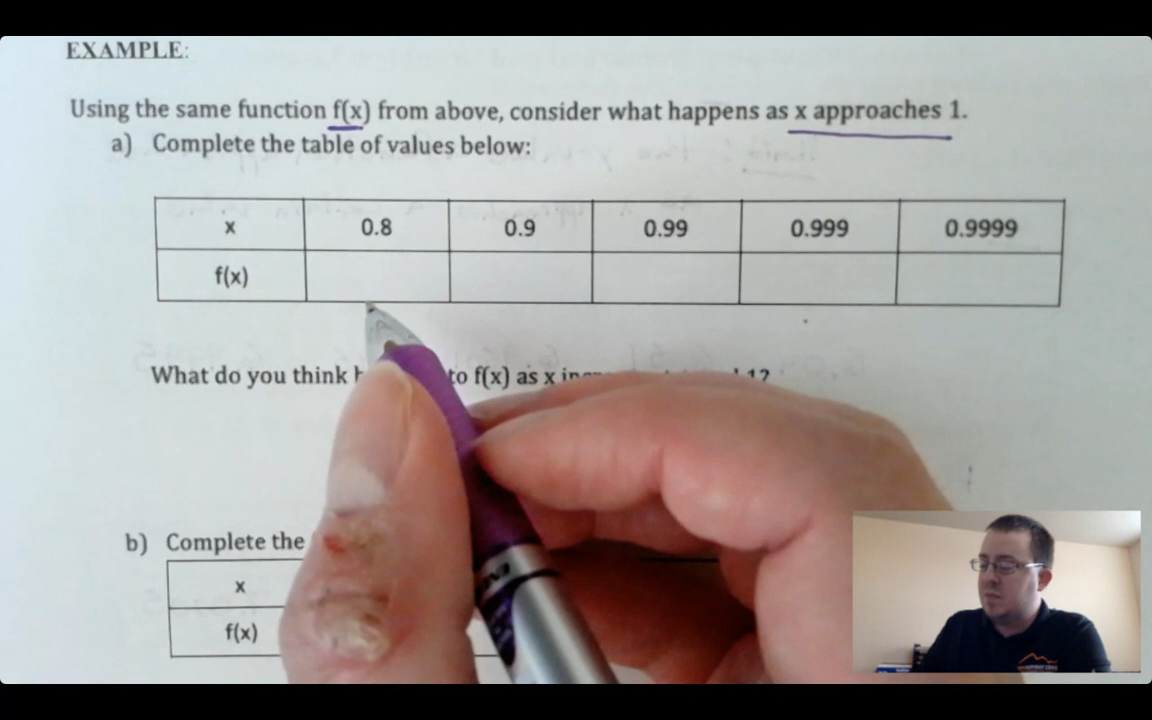 EXAMPLE:
Using the same function f(x) from above, consider what happens as x approaches 1.
a) Complete the table of values below:
x 0.8 0.9 0.99 0.999 0.9999
f(x)
What do you think to f(x) as x 1?
b) Complete the
x
f(x)